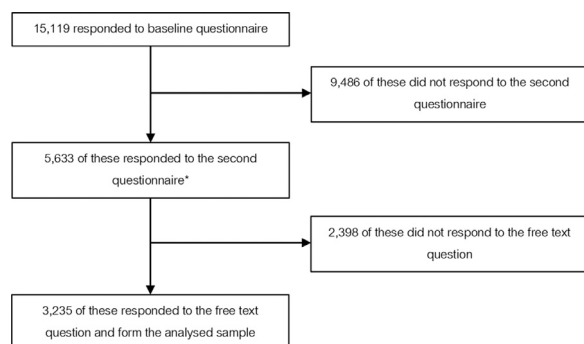 15,119 responded to baseline questionnaire
9,486 of these did not respond to the second
questionnaire
5,633 of these responded to the second
questionnaire*
2,398 of these did not respond to the free text
question
3,235 of these responded to the free text
question and form the analysed sample